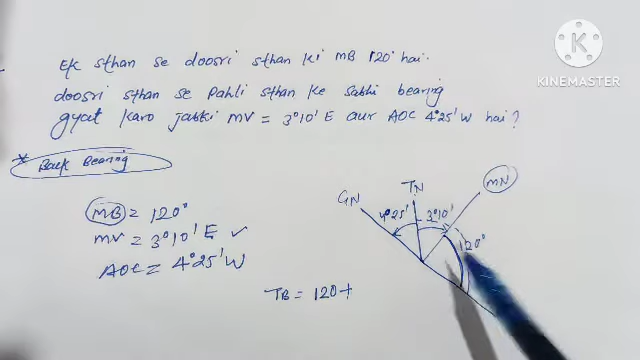 Ek sthan se doosri sthan ki MB 120° hai.
doosri sthan se Pahli sthan ke sabhi bearing
gyat karo jabki MV = 3°10' E aur AOC 4°25' W hai?
* Back Bearing
MB = 120°
MV = 3°10' E ✓
AOC = 4°25' W
TB = 120 +
GN
4°25'
TN
3°10'
MN
120°
K
KINEMASTER